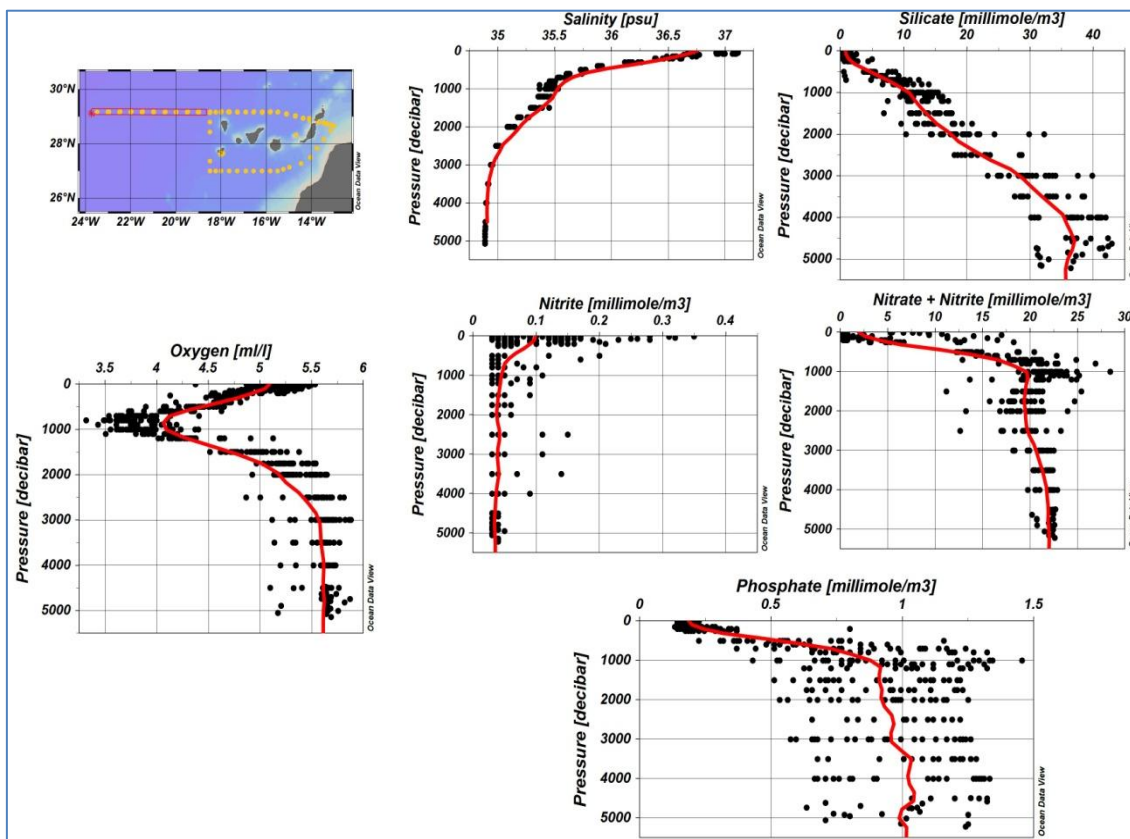 30°N
28°N
26°N
24°W 22°W 20°W 18°W 16°W 14°W
Ocean Data View
Salinity [psu]
35 35.5 36 36.5 37
0
1000
2000
3000
4000
5000
Pressure [decibar]
Ocean Data View
Silicate [millimole/m3]
0 10 20 30 40
0
1000
2000
3000
4000
5000
Pressure [decibar]
Oxygen [ml/l]
3.5 4 4.5 5 5.5 6
0
1000
2000
3000
4000
5000
Pressure [decibar]
Ocean Data View
Nitrite [millimole/m3]
0 0.1 0.2 0.3 0.4
0
1000
2000
3000
4000
5000
Pressure [decibar]
Ocean Data View
Nitrate + Nitrite [millimole/m3]
0 5 10 15 20 25 30
0
1000
2000
3000
4000
5000
Pressure [decibar]
Phosphate [millimole/m3]
0 0.5 1 1.5
0
1000
2000
3000
4000
5000
Pressure [decibar]
Ocean Data View